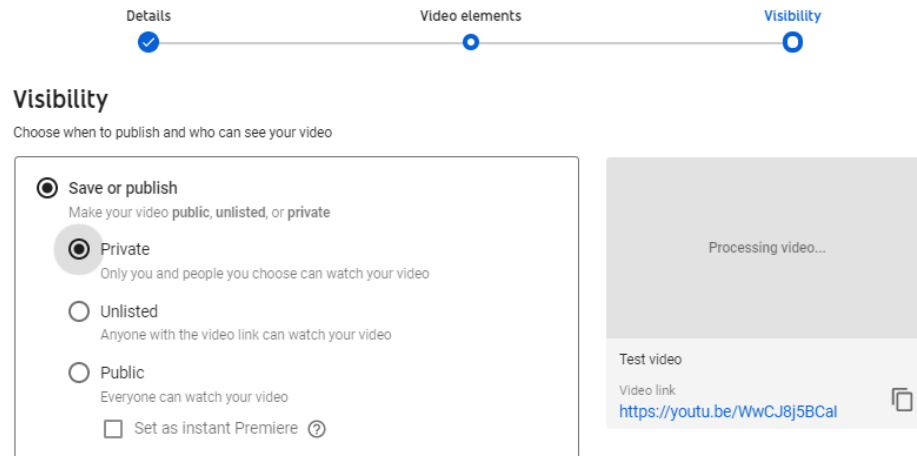 Details
Video elements
Visibility
Visibility
Choose when to publish and who can see your video
Save or publish
Make your video public, unlisted, or private
Private
Only you and people you choose can watch your video
Unlisted
Anyone with the video link can watch your video
Public
Everyone can watch your video
Set as instant Premiere
Processing video...
Test video
Video link
https://youtu.be/WwCJ8j5BCaI